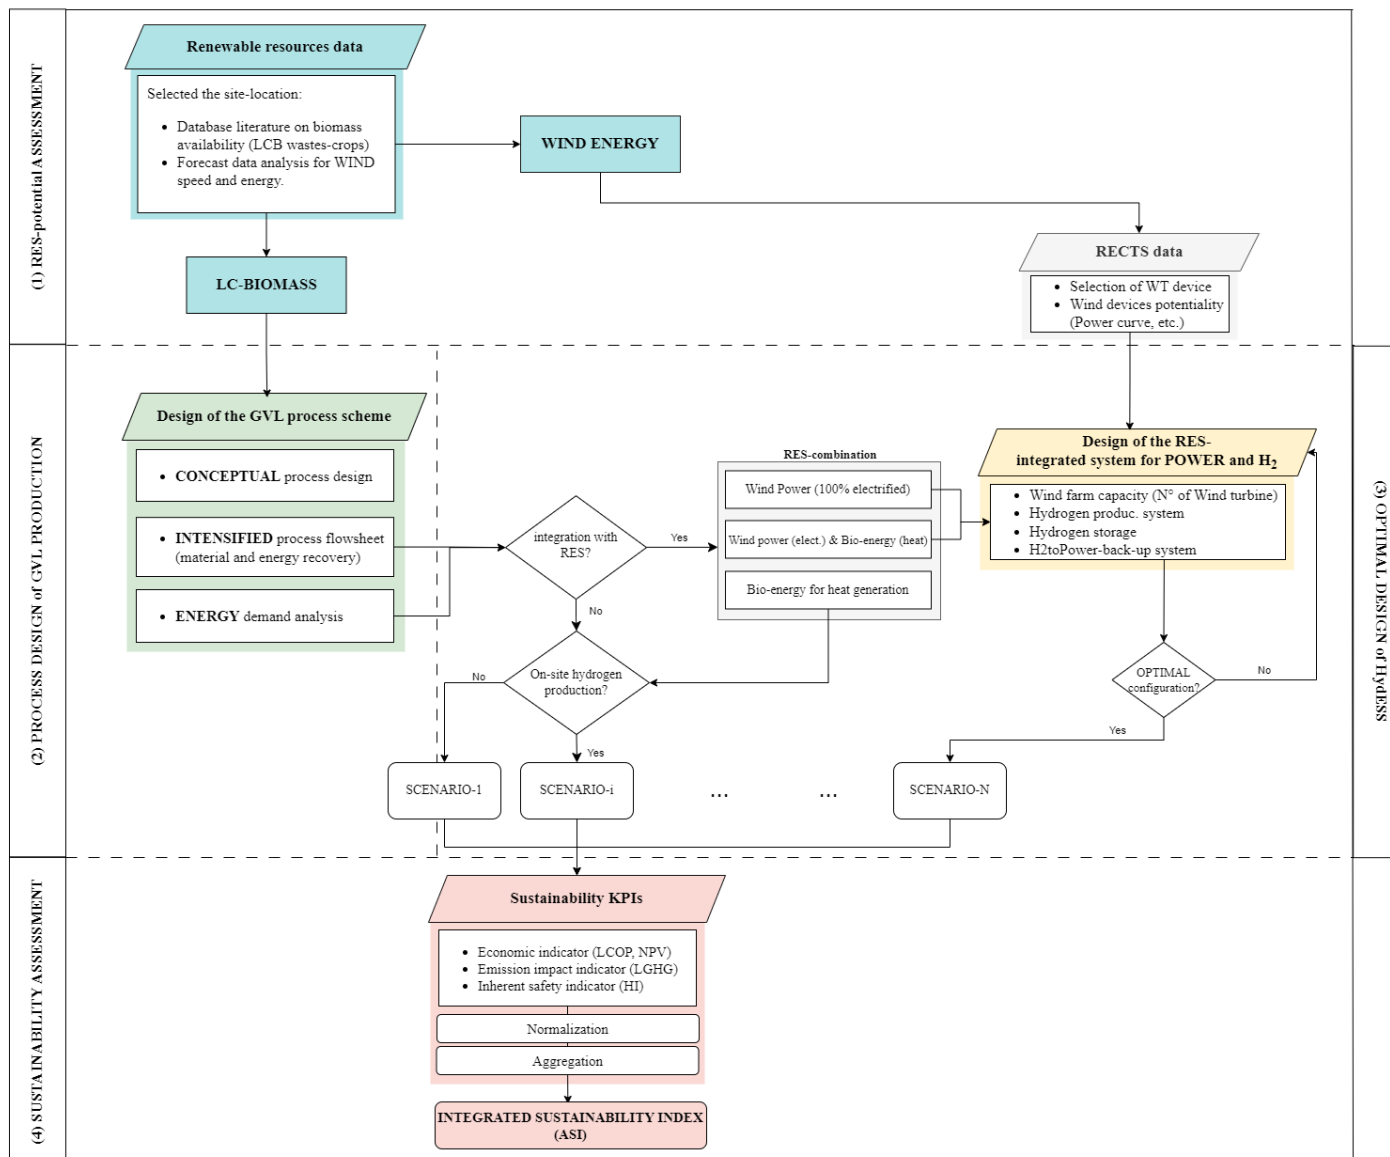 (1) RES-potential ASSESSMENT
Renewable resources data
Selected the site-location:
• Database literature on biomass
availability (LCB wastes-crops)
• Forecast data analysis for WIND
speed and energy.
WIND ENERGY
LC-BIOMASS
RECTS data
• Selection of WT device
• Wind devices potentiality
(Power curve, etc.)
(2) PROCESS DESIGN of GVL PRODUCTION
Design of the GVL process scheme
• CONCEPTUAL process design
• INTENSIFIED process flowsheet
(material and energy recovery)
• ENERGY demand analysis
integration with
RES?
Yes
No
RES-combination
Wind Power (100% electrified)
Wind power (elect.) & Bio-energy (heat)
Bio-energy for heat generation
Design of the RES-
integrated system for POWER and H2
• Wind farm capacity (N° of Wind turbine)
• Hydrogen produc. system
• Hydrogen storage
• H2toPower-back-up system
(3) OPTIMAL DESIGN of HydESS
On-site hydrogen
production?
No
Yes
OPTIMAL
configuration?
No
Yes
SCENARIO-1
SCENARIO-i
...
...
SCENARIO-N
(4) SUSTAINABILITY ASSESSMENT
Sustainability KPIs
• Economic indicator (LCOP, NPV)
• Emission impact indicator (LGHG)
• Inherent safety indicator (HI)
Normalization
Aggregation
INTEGRATED SUSTAINABILITY INDEX
(ASI)